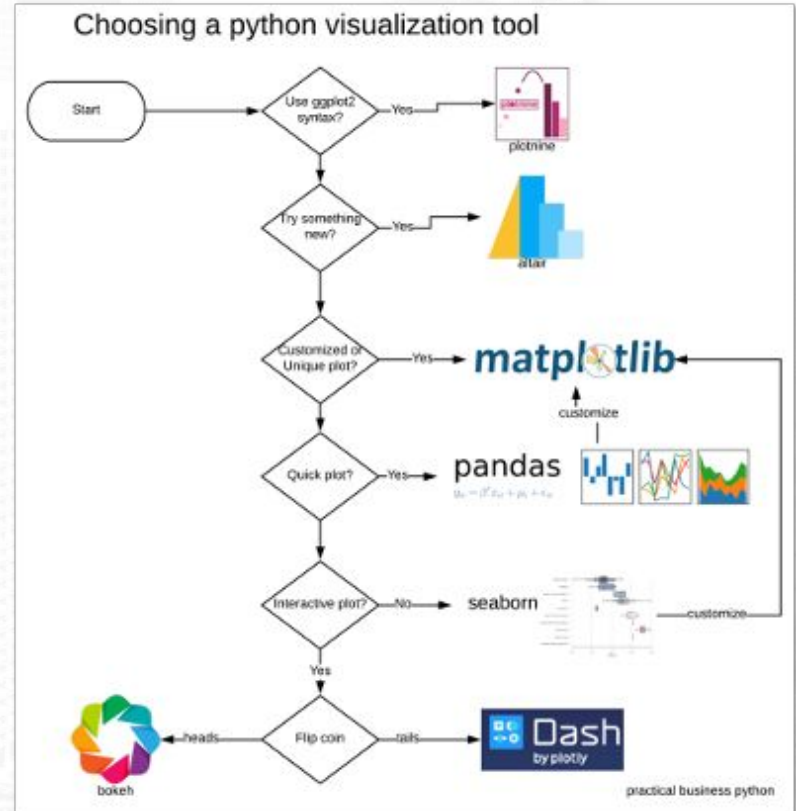 Choosing a python visualization tool
Start
Use ggplot2
syntax?
Yes
plotnine
Try something
new?
Yes
altair
Customized or
Unique plot?
Yes
matplotlib
customize
Quick plot?
Yes
pandas
Interactive plot?
No
seaborn
customize
Yes
bokeh
heads
Flip coin
tails
Dash
by plotly
practical business python